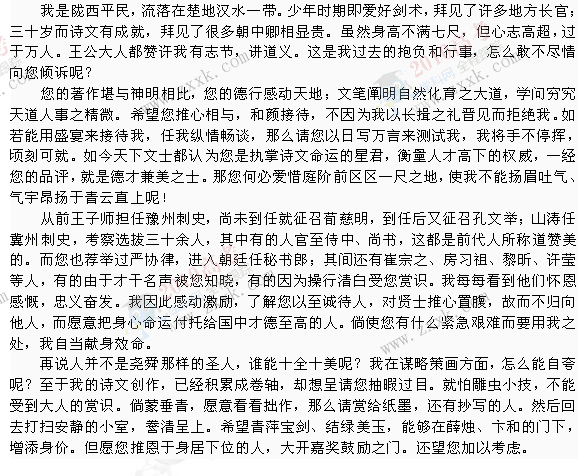 我是陇西平民，流落在楚地汉水一带。少年时期即爱好剑术，拜见了许多地方长官；
三十岁而诗文有成就，拜见了很多朝中卿相显贵。虽然身高不满七尺，但心志高超，过
于万人。王公大人都赞许我有志节，讲道义。这是我过去的抱负和行事，怎么敢不尽情
向您倾诉呢？
您的著作堪与神明相比，您的德行感动天地；文笔阐明自然化育之大道，学问穷究
天道人事之精微。希望您推心相与，和颜接待，不因为我以长揖之礼晋见而拒绝我。如
若能用盛宴来接待我，任我纵情畅谈，那么请您以日写万言来测试我，我将手不停挥，
顷刻可就。如今天下文士都认为您是执掌诗文命运的星君，衡量人才高下的权威，一经
您的品评，就是德才兼美之士。那您何必爱惜庭阶前区区一尺之地，使我不能扬眉吐气、
气宇昂扬于青云直上呢！
从前王子师担任豫州刺史，尚未到任就征召荀慈明，到任后又征召孔文举；山涛任
冀州刺史，考察选拔三十余人，其中有的人官至侍中、尚书，这都是前代人所称道赞美
的。而您也荐举过严协律，进入朝廷任秘书郎；其间还有崔宗之、房习祖、黎昕、许莹
等人，有的由于才干名声被您知晓，有的因为操行清白受您赏识。我每每看到他们怀恩
感慨，忠义奋发。我因此感动激励，了解您以至诚待人，对贤士推心置腹，故而不归向
他人，而愿意把身心命运付托给国中才德至高的人。倘使您有什么紧急艰难而要用我之
处，我自当献身效命。
再说人并不是尧舜那样的圣人，谁能十全十美呢？我在谋略策画方面，怎么能自夸
呢？至于我的诗文创作，已经积累成卷轴，却想呈请您抽暇过目。就怕雕虫小技，不能
受到大人的赏识。倘蒙垂青，愿意看看拙作，那么请赏给纸墨，还有抄写的人。然后回
去打扫安静的小室，誊清呈上。希望青萍宝剑、结绿美玉，能够在薛烛、卞和的门下，
增添身价。但愿您推恩于身居下位的人，大开嘉奖鼓励之门。还望您加以考虑。